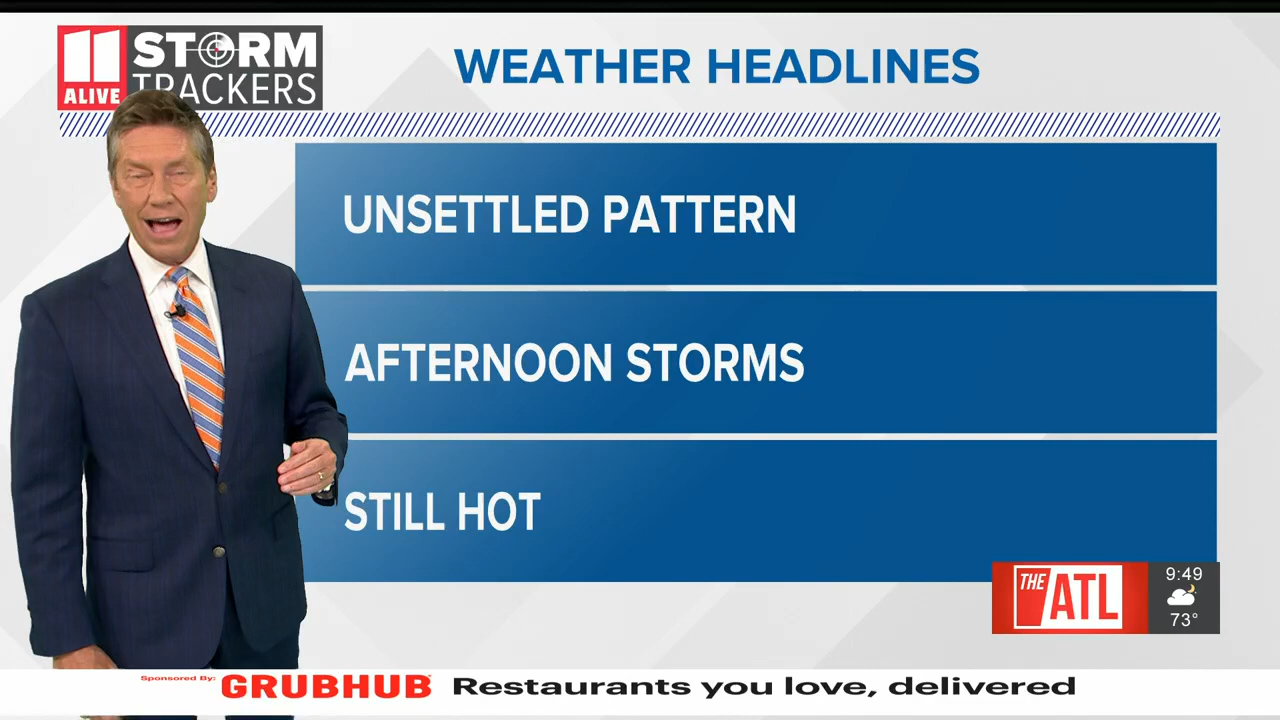 11 ALIVE
STORM
TRACKERS
WEATHER HEADLINES
UNSETTLED PATTERN
AFTERNOON STORMS
STILL HOT
THE ATL
9:49
73°
Sponsored By: GRUBHUB Restaurants you love, delivered